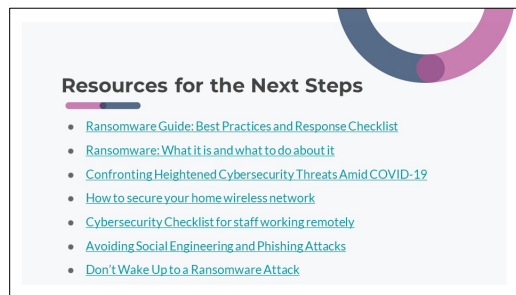 Resources for the Next Steps
● Ransomware Guide: Best Practices and Response Checklist
● Ransomware: What it is and what to do about it
● Confronting Heightened Cybersecurity Threats Amid COVID-19
● How to secure your home wireless network
● Cybersecurity Checklist for staff working remotely
● Avoiding Social Engineering and Phishing Attacks
● Don't Wake Up to a Ransomware Attack